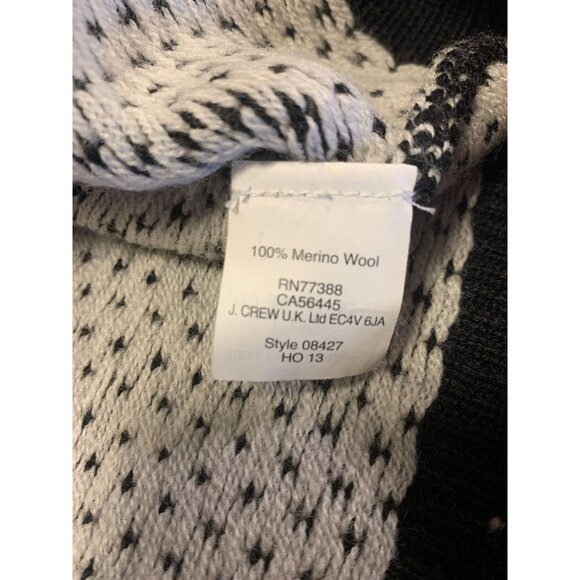 100% Merino Wool
RN77388
CA56445
J. CREW U.K. Ltd EC4V 6JA
Style 08427
HO 13